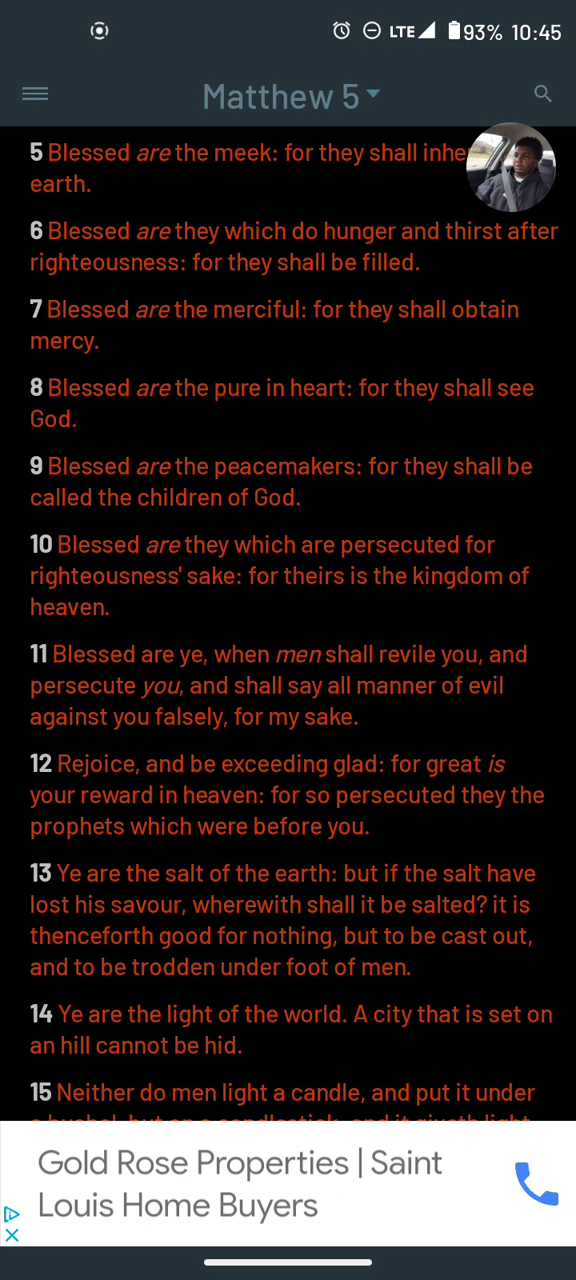 LTE 93% 10:45
Matthew 5
5 Blessed are the meek: for they shall
earth.
6 Blessed are they which do hunger and thirst after
righteousness: for they shall be filled.
7 Blessed are the merciful: for they shall obtain
mercy.
8 Blessed are the pure in heart: for they shall see
God.
9 Blessed are the peacemakers: for they shall be
called the children of God.
10 Blessed are they which are persecuted for
righteousness' sake: for theirs is the kingdom of
heaven.
11 Blessed are ye, when men shall revile you, and
persecute you, and shall say all manner of evil
against you falsely, for my sake.
12 Rejoice, and be exceeding glad: for great is
your reward in heaven: for so persecuted they the
prophets which were before you.
13 Ye are the salt of the earth: but if the salt have
lost his savour, wherewith shall it be salted? it is
thenceforth good for nothing, but to be cast out,
and to be trodden under foot of men.
14 Ye are the light of the world. A city that is set on
an hill cannot be hid.
15 Neither do men light a candle, and put it under
Gold Rose Properties | Saint
Louis Home Buyers